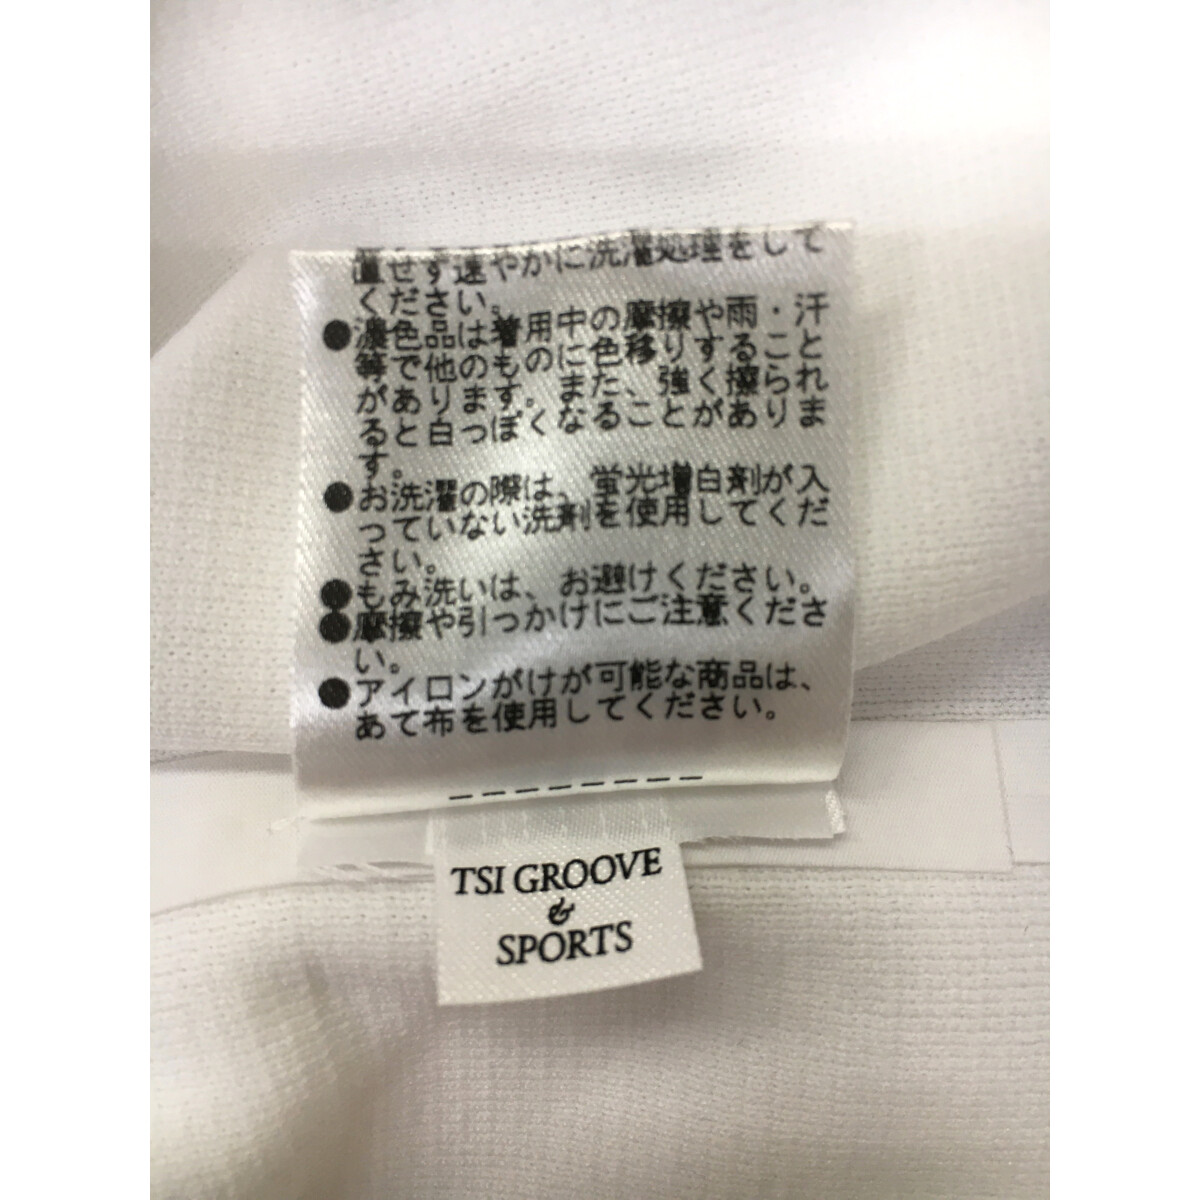 置せず速やかに洗濯処理をして
ください。
●濃色品は着用中の摩擦や雨・汗
等で他のものに色移りすること
があります。また、強く擦られ
ると白っぽくなることがありま
す。
●お洗濯の際は、蛍光増白剤が入
っていない洗剤を使用してくだ
さい。
●もみ洗いは、お避けください。
●摩擦や引っかけにご注意くださ
い。
●アイロンがけが可能な商品は、
あて布を使用してください。
TSI GROOVE
&
SPORTS